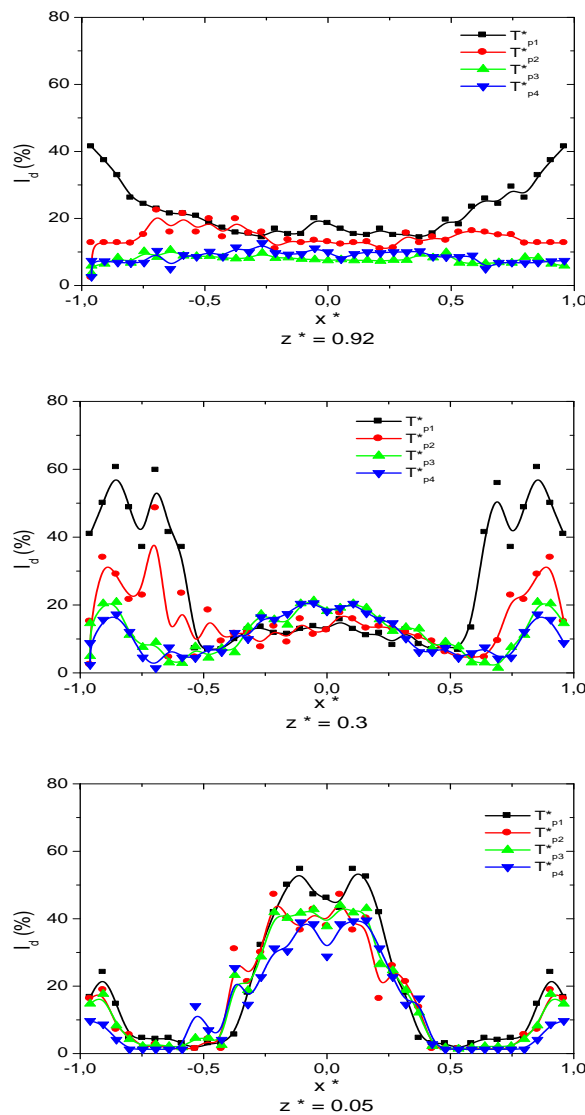 80
60
40
20
0
I_d (%)
T*_p1
T*_p2
T*_p3
T*_p4
-1,0 -0,5 0,0 0,5 1,0
x *
z * = 0.92
80
60
40
20
0
I_d (%)
T*_p1
T*_p2
T*_p3
T*_p4
-1,0 -0,5 0,0 0,5 1,0
x *
z * = 0.3
80
60
40
20
0
I_d (%)
T*_p1
T*_p2
T*_p3
T*_p4
-1,0 -0,5 0,0 0,5 1,0
x *
z * = 0.05